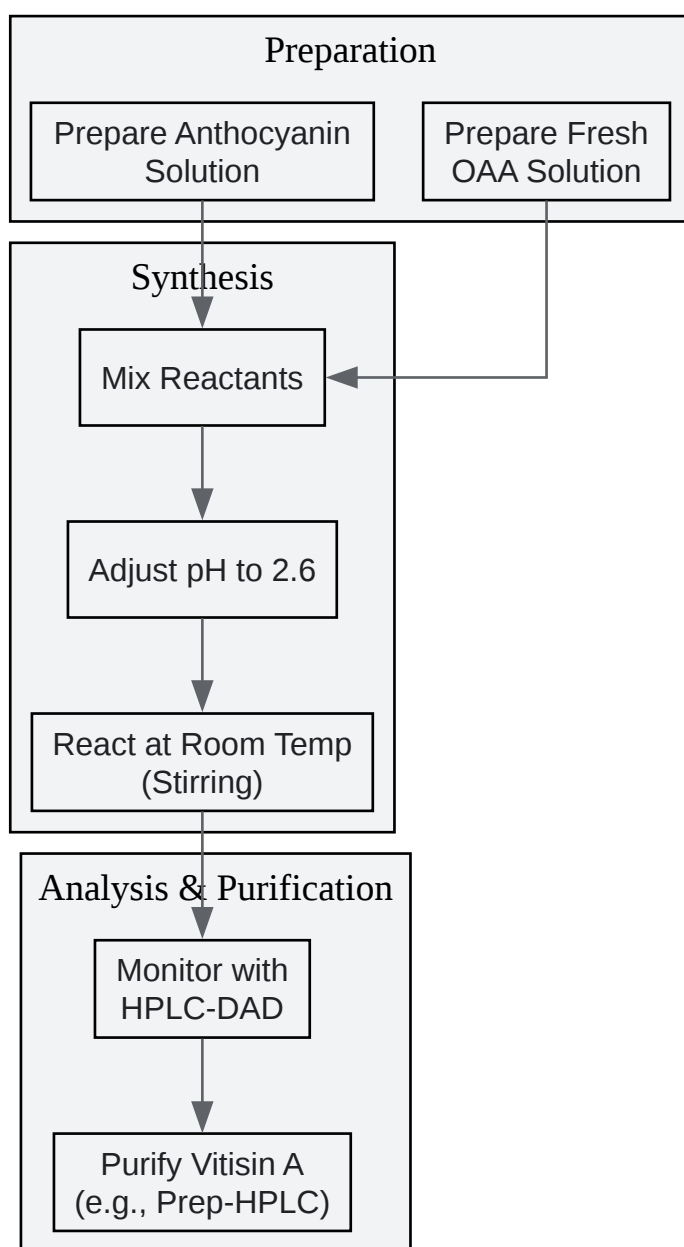 Preparation
Prepare Anthocyanin
Solution
Prepare Fresh
OAA Solution
Synthesis
Mix Reactants
Adjust pH to 2.6
React at Room Temp
(Stirring)
Analysis & Purification
Monitor with
HPLC-DAD
Purify Vitisin A
(e.g., Prep-HPLC)